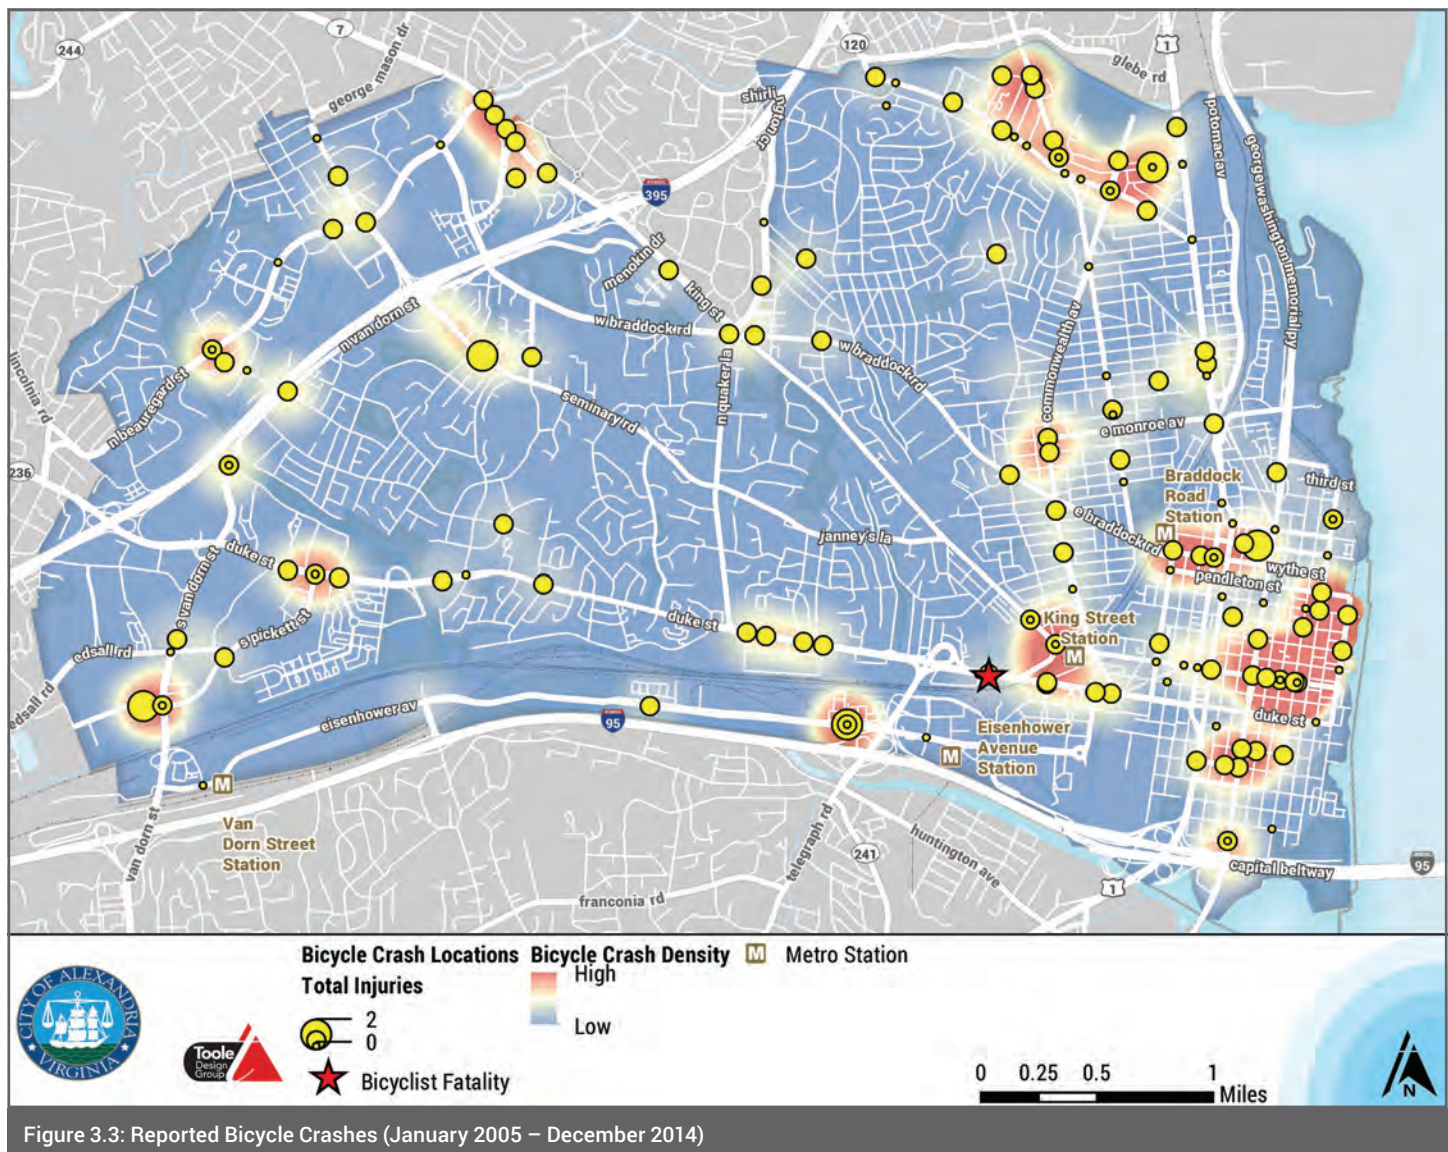 244
7
george mason dr
120
1
glebe rd
shirlington cr
potomac av
george washington memorial py
395
menokin dr
king st
n van dorn st
w braddock rd
w braddock rd
commonwealth av
lincolnia rd
n beauregard st
n quaker la
seminary rd
e monroe av
236
Braddock
Road
Station
M
third st
e braddock rd
janney's la
wythe st
pendleton st
duke st
s van dorn st
s pickett st
duke st
King Street
Station
M
edsall rd
edsall rd
eisenhower av
95
duke st
Eisenhower
Avenue
Station
M
M
Van
Dorn Street
Station
van dorn st
telegraph rd
241
huntington ave
capital beltway
95
1
franconia rd
Bicycle Crash Locations
Total Injuries
2
0
Bicyclist Fatality
Bicycle Crash Density
High
Low
M Metro Station
CITY OF ALEXANDRIA
VIRGINIA
Toole
Design
Group
0 0.25 0.5 1
Miles
N
Figure 3.3: Reported Bicycle Crashes (January 2005 – December 2014)